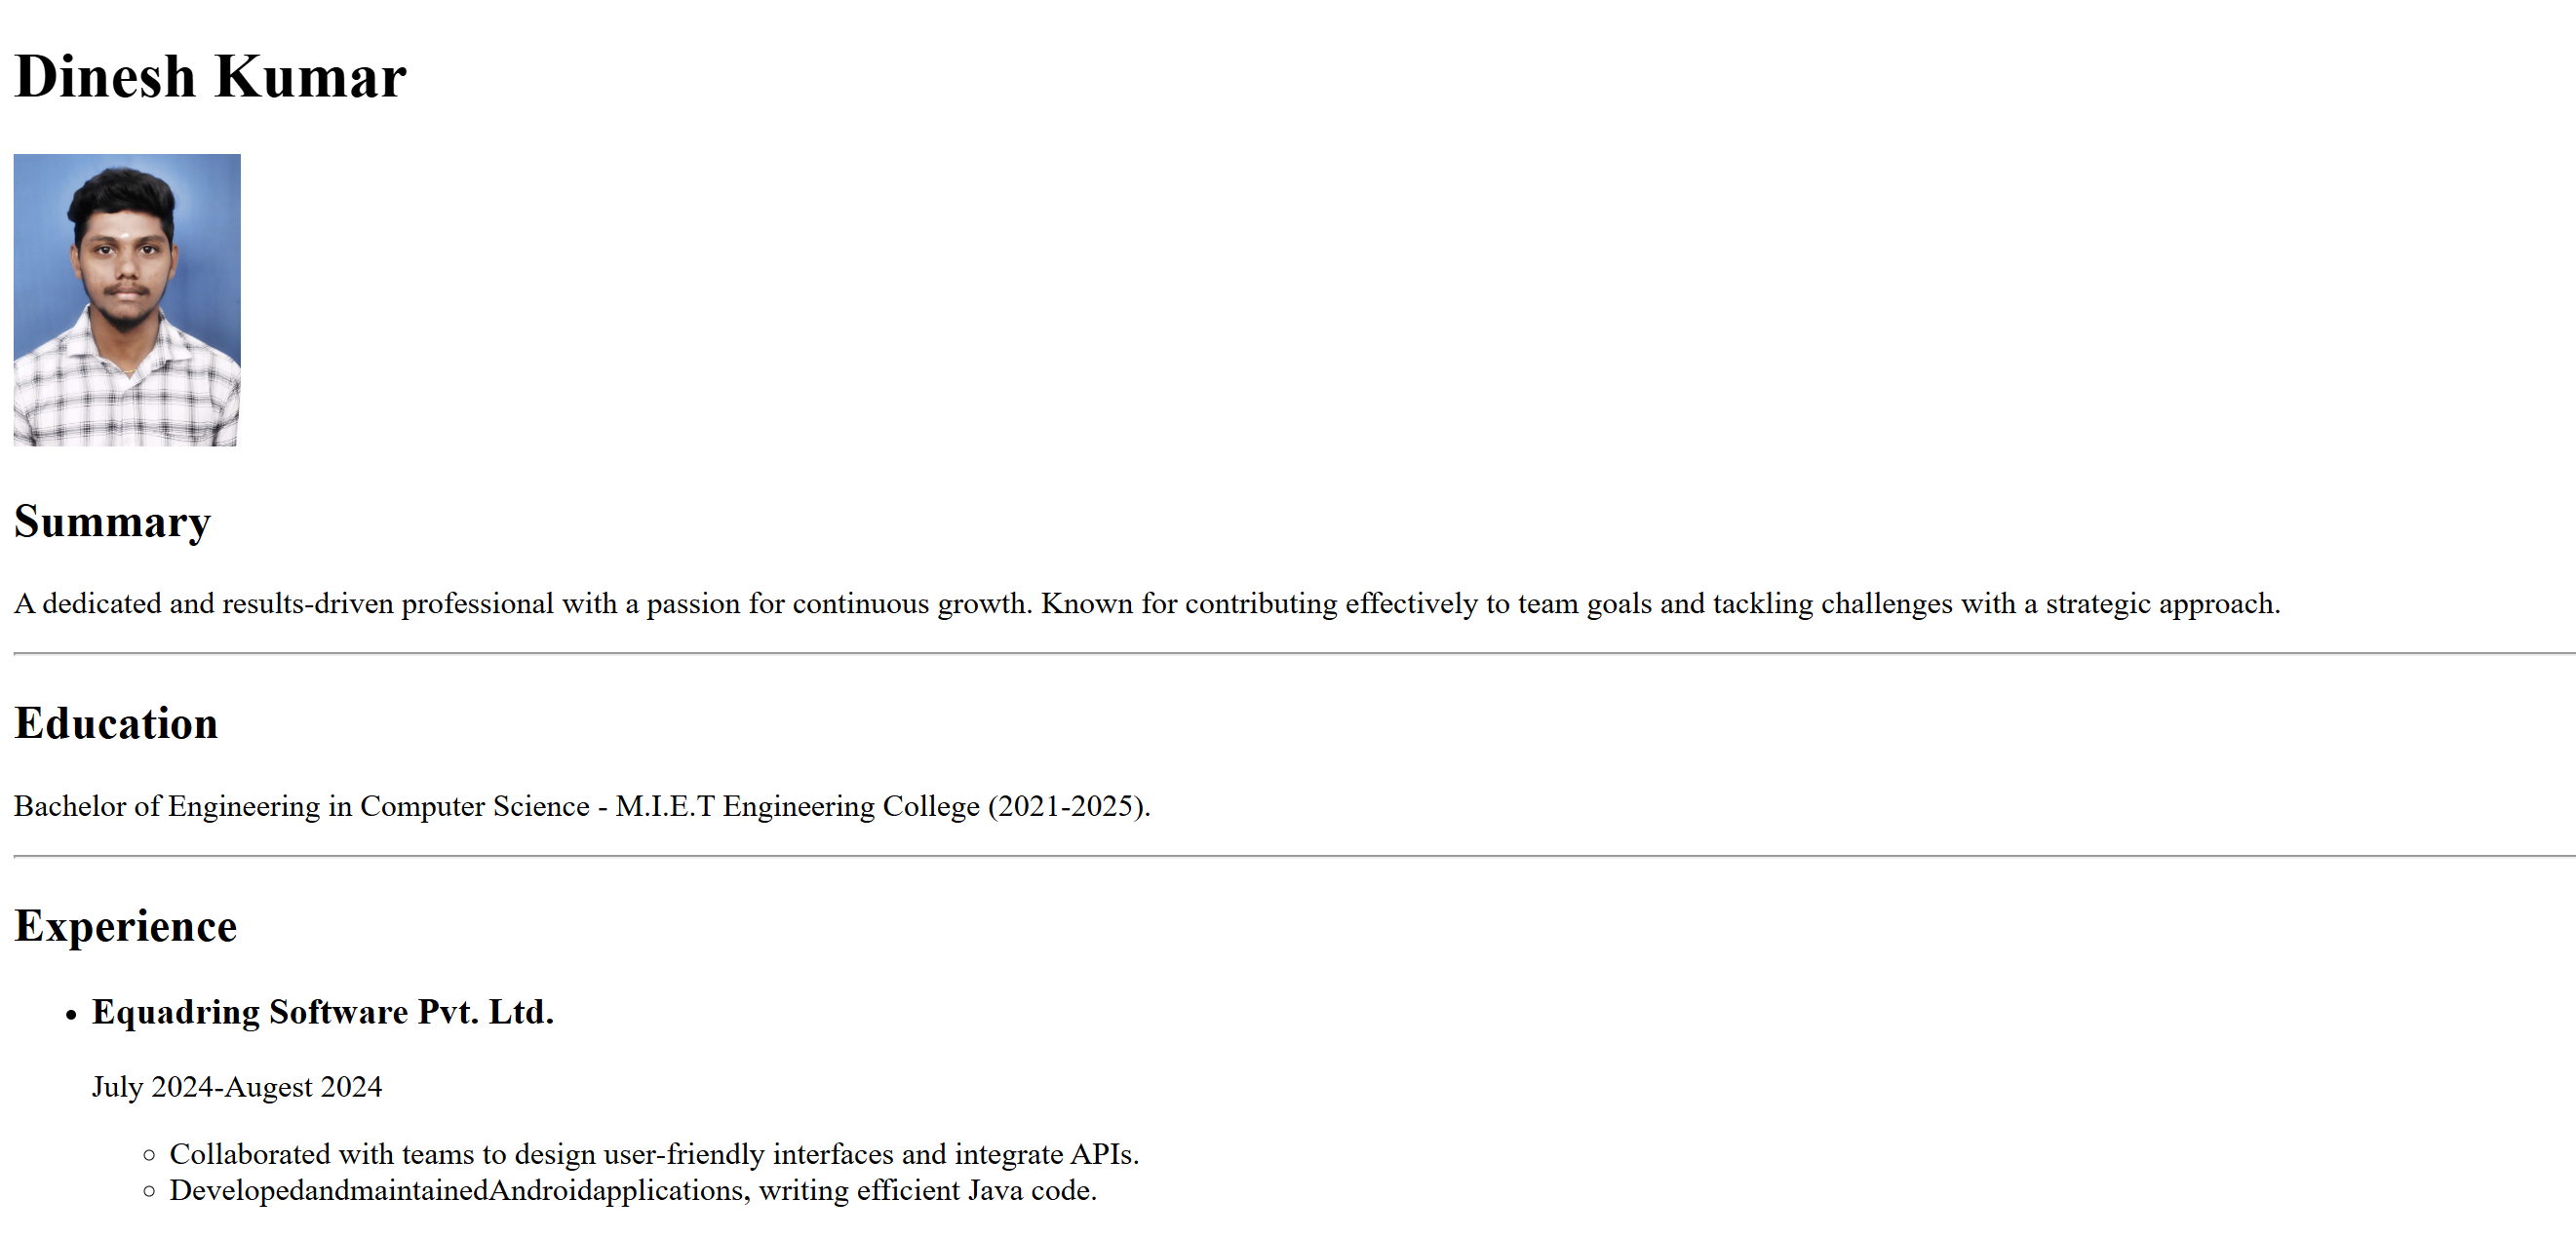 Dinesh Kumar
Summary
A dedicated and results-driven professional with a passion for continuous growth. Known for contributing effectively to team goals and tackling challenges with a strategic approach.
Education
Bachelor of Engineering in Computer Science - M.I.E.T Engineering College (2021-2025).
Experience
Equadring Software Pvt. Ltd.
July 2024-Augest 2024
Collaborated with teams to design user-friendly interfaces and integrate APIs.
DevelopedandmaintainedAndroidapplications, writing efficient Java code.